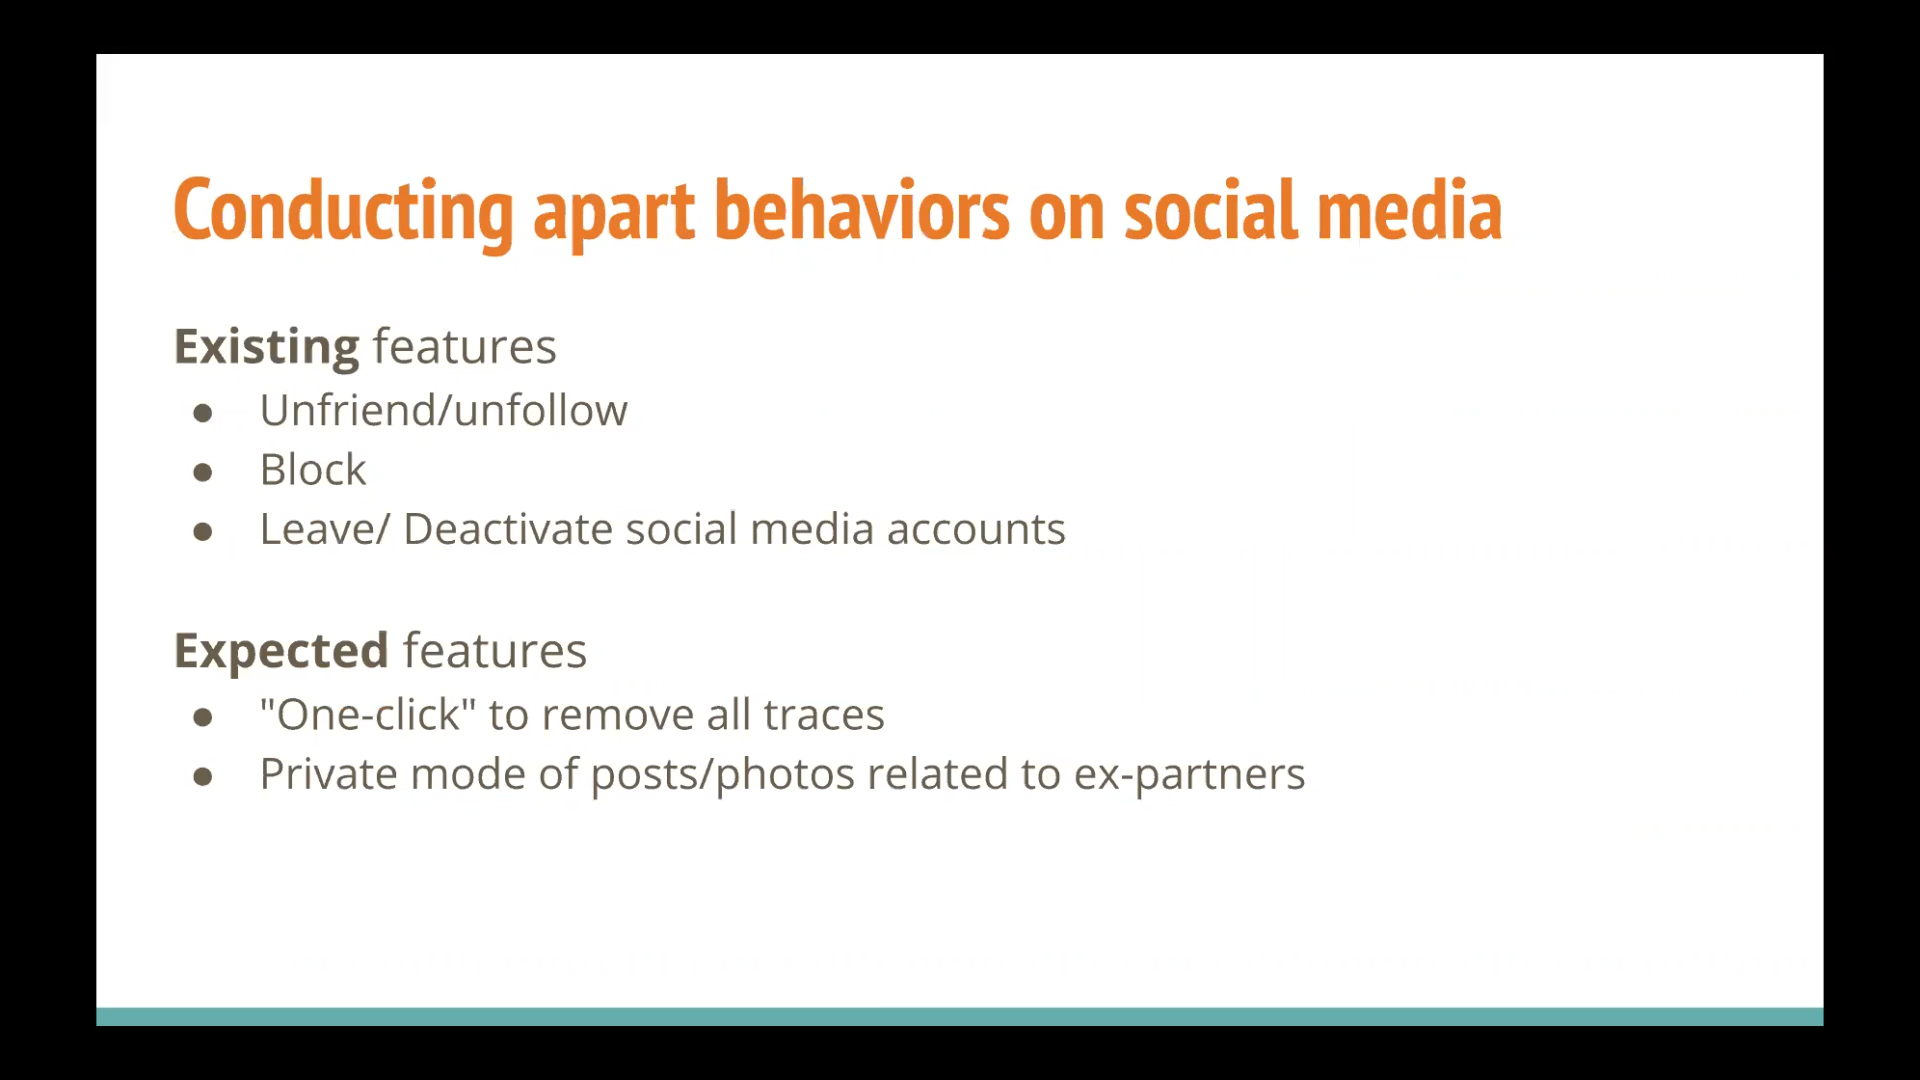 Conducting apart behaviors on social media
Existing features
● Unfriend/unfollow
● Block
● Leave/ Deactivate social media accounts
Expected features
● "One-click" to remove all traces
● Private mode of posts/photos related to ex-partners